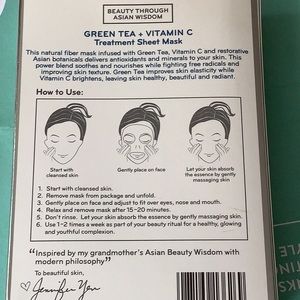 BEAUTY THROUGH
ASIAN WISDOM
GREEN TEA + VITAMIN C
Treatment Sheet Mask
This natural fiber mask infused with Green Tea, Vitamin C and restorative
Asian botanicals delivers antioxidants and minerals to your skin. This
power blend soothes and nourishes while fighting free radicals and
improving skin texture. Green Tea improves skin elasticity while
Vitamin C brightens, leaving skin healthy, beautiful and radiant.
How to Use:
Start with
cleansed skin
Gently place on face
Let your skin absorb
the essence by gently
massaging skin
1. Start with cleansed skin.
2. Remove mask from package and unfold.
3. Gently place on face and adjust to fit over eyes, nose and mouth.
4. Relax and remove mask after 15-20 minutes.
5. Don't rinse. Let your skin absorb the essence by gently massaging skin.
6. Use 1-2 times a week as part of your beauty ritual for a healthy, glowing
and youthful complexion.
"Inspired by my grandmother's Asian Beauty Wisdom with
modern philosophy"
To beautiful skin,